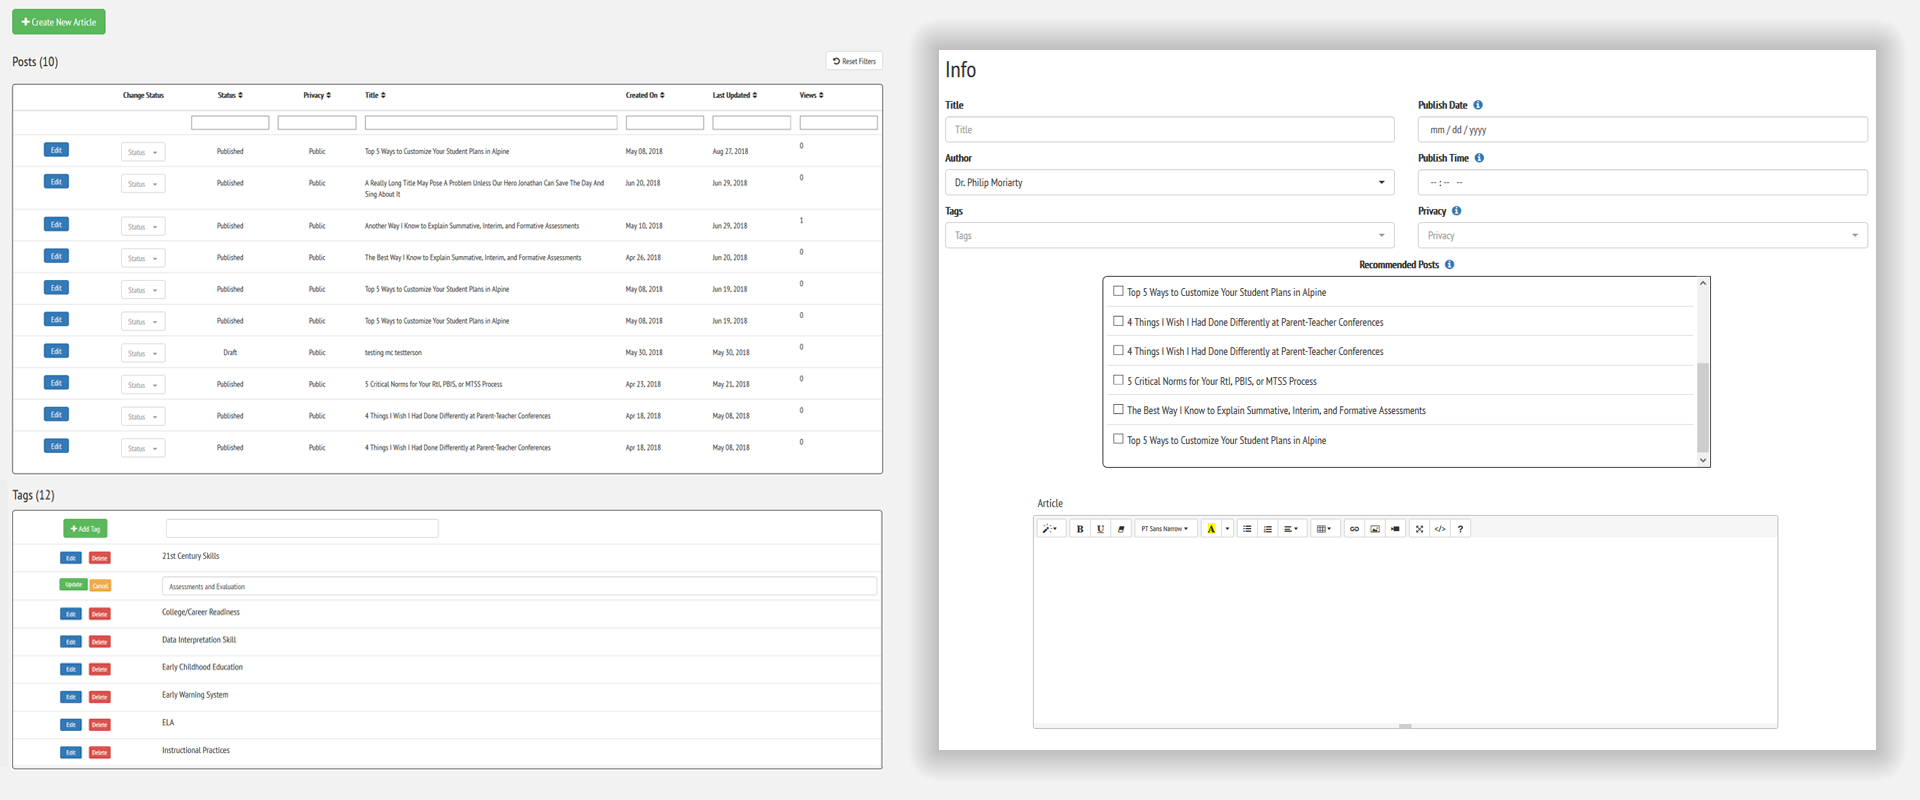 Create New Article
Posts (10)
Reset Filters
Change Status Status Privacy Title Created On Last Updated Views
Edit Status Published Public Top 5 Ways to Customize Your Student Plans in Alpine May 08, 2018 Aug 27, 2018 0
Edit Status Published Public A Really Long Title May Pose A Problem Unless Our Hero Jonathan Can Save The Day And Jun 20, 2018 Jun 29, 2018 0
Sing About It
Edit Status Published Public Another Way I Know to Explain Summative, Interim, and Formative Assessments May 10, 2018 Jun 29, 2018 1
Edit Status Published Public The Best Way I Know to Explain Summative, Interim, and Formative Assessments Apr 26, 2018 Jun 20, 2018 0
Edit Status Published Public Top 5 Ways to Customize Your Student Plans in Alpine May 08, 2018 Jun 19, 2018 0
Edit Status Published Public Top 5 Ways to Customize Your Student Plans in Alpine May 08, 2018 Jun 19, 2018 0
Edit Status Draft Public testing mc testterson May 30, 2018 May 30, 2018 0
Edit Status Published Public 5 Critical Norms for Your RtI, PBIS, or MTSS Process Apr 23, 2018 May 21, 2018 0
Edit Status Published Public 4 Things I Wish I Had Done Differently at Parent-Teacher Conferences Apr 18, 2018 May 08, 2018 0
Edit Status Published Public 4 Things I Wish I Had Done Differently at Parent-Teacher Conferences Apr 18, 2018 May 08, 2018 0
Tags (12)
Add Tag
Edit Delete 21st Century Skills
Update Cancel Assessments and Evaluation
Edit Delete College/Career Readiness
Edit Delete Data Interpretation Skill
Edit Delete Early Childhood Education
Edit Delete Early Warning System
Edit Delete ELA
Edit Delete Instructional Practices
Info
Title
Title
Publish Date
mm / dd / yyyy
Author
Dr. Philip Moriarty
Publish Time
-- : -- --
Tags
Tags
Privacy
Privacy
Recommended Posts
Top 5 Ways to Customize Your Student Plans in Alpine
4 Things I Wish I Had Done Differently at Parent-Teacher Conferences
4 Things I Wish I Had Done Differently at Parent-Teacher Conferences
5 Critical Norms for Your RtI, PBIS, or MTSS Process
The Best Way I Know to Explain Summative, Interim, and Formative Assessments
Top 5 Ways to Customize Your Student Plans in Alpine
Article
B U PT Sans Narrow A </> ?